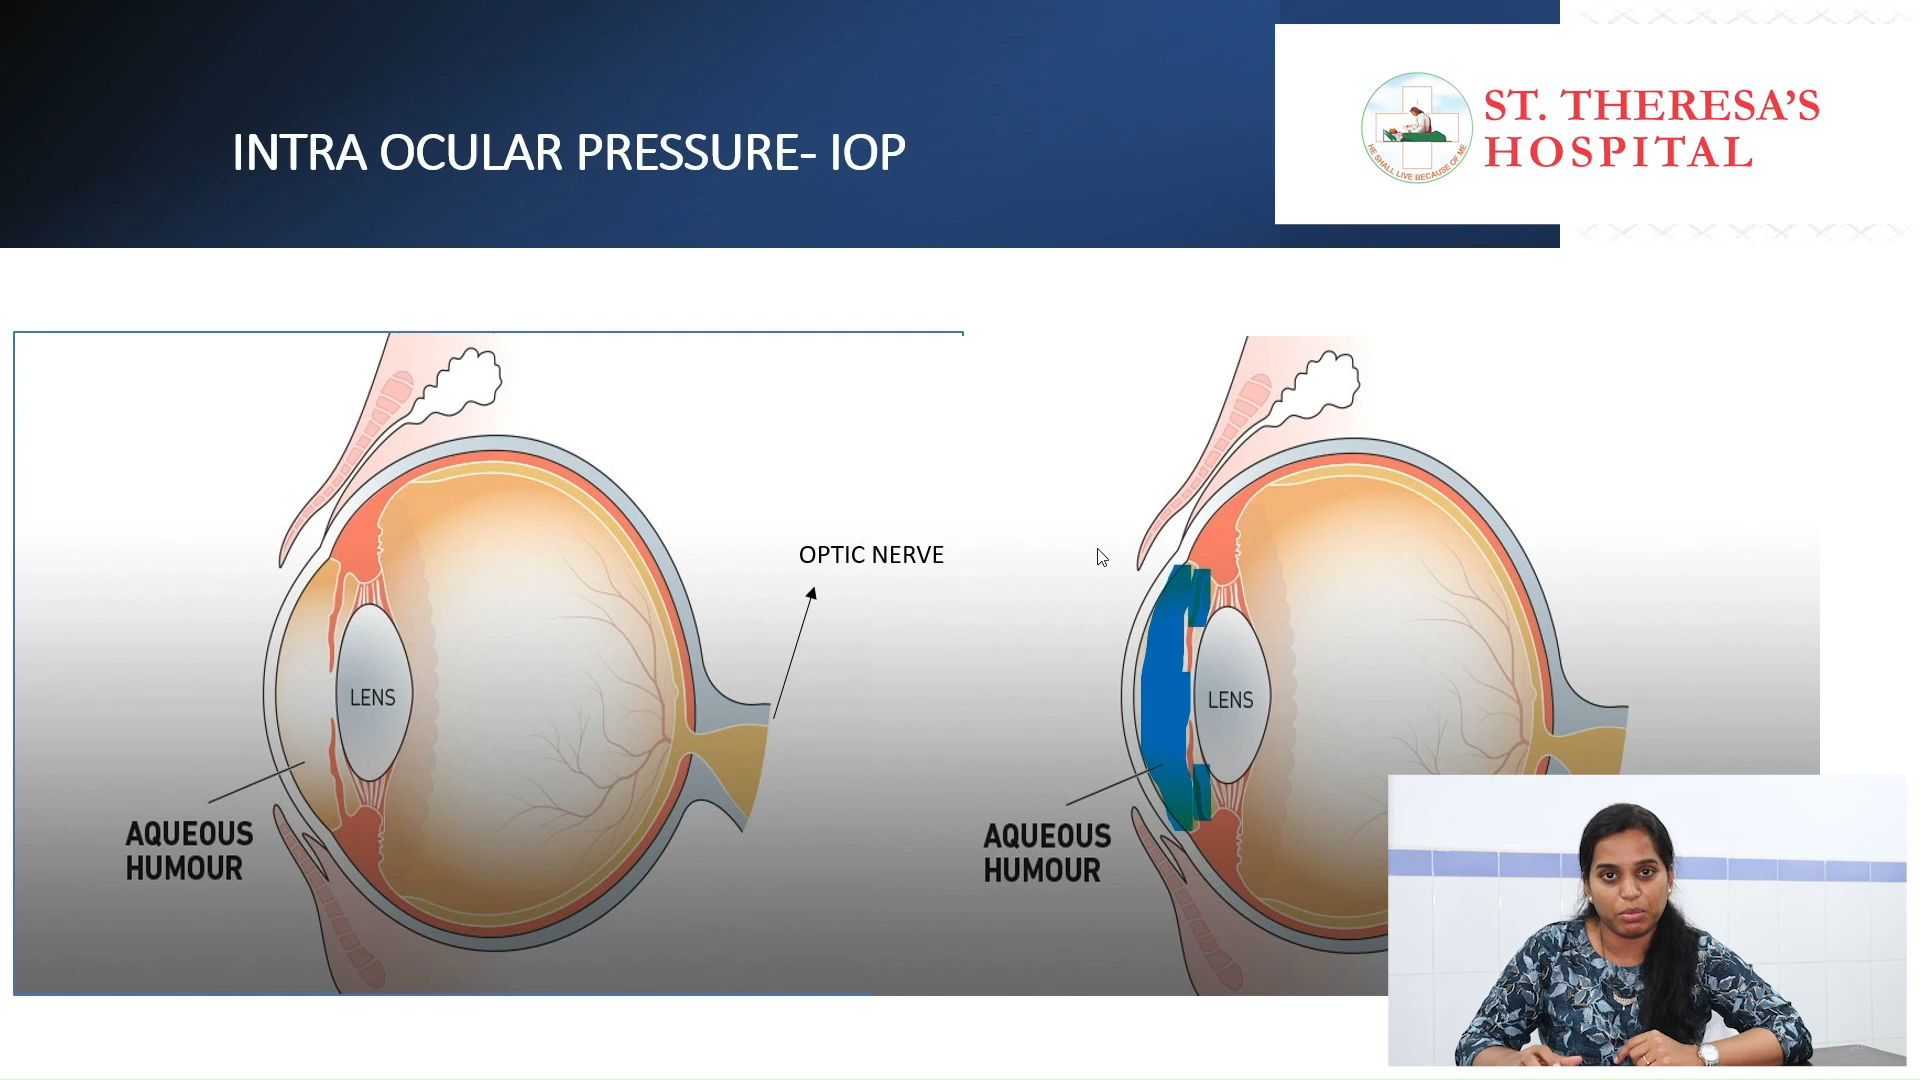 INTRA OCULAR PRESSURE- IOP
ST. THERESA'S
HOSPITAL
HE SHALL LIVE BECAUSE OF ME
OPTIC NERVE
LENS
AQUEOUS
HUMOUR
LENS
AQUEOUS
HUMOUR